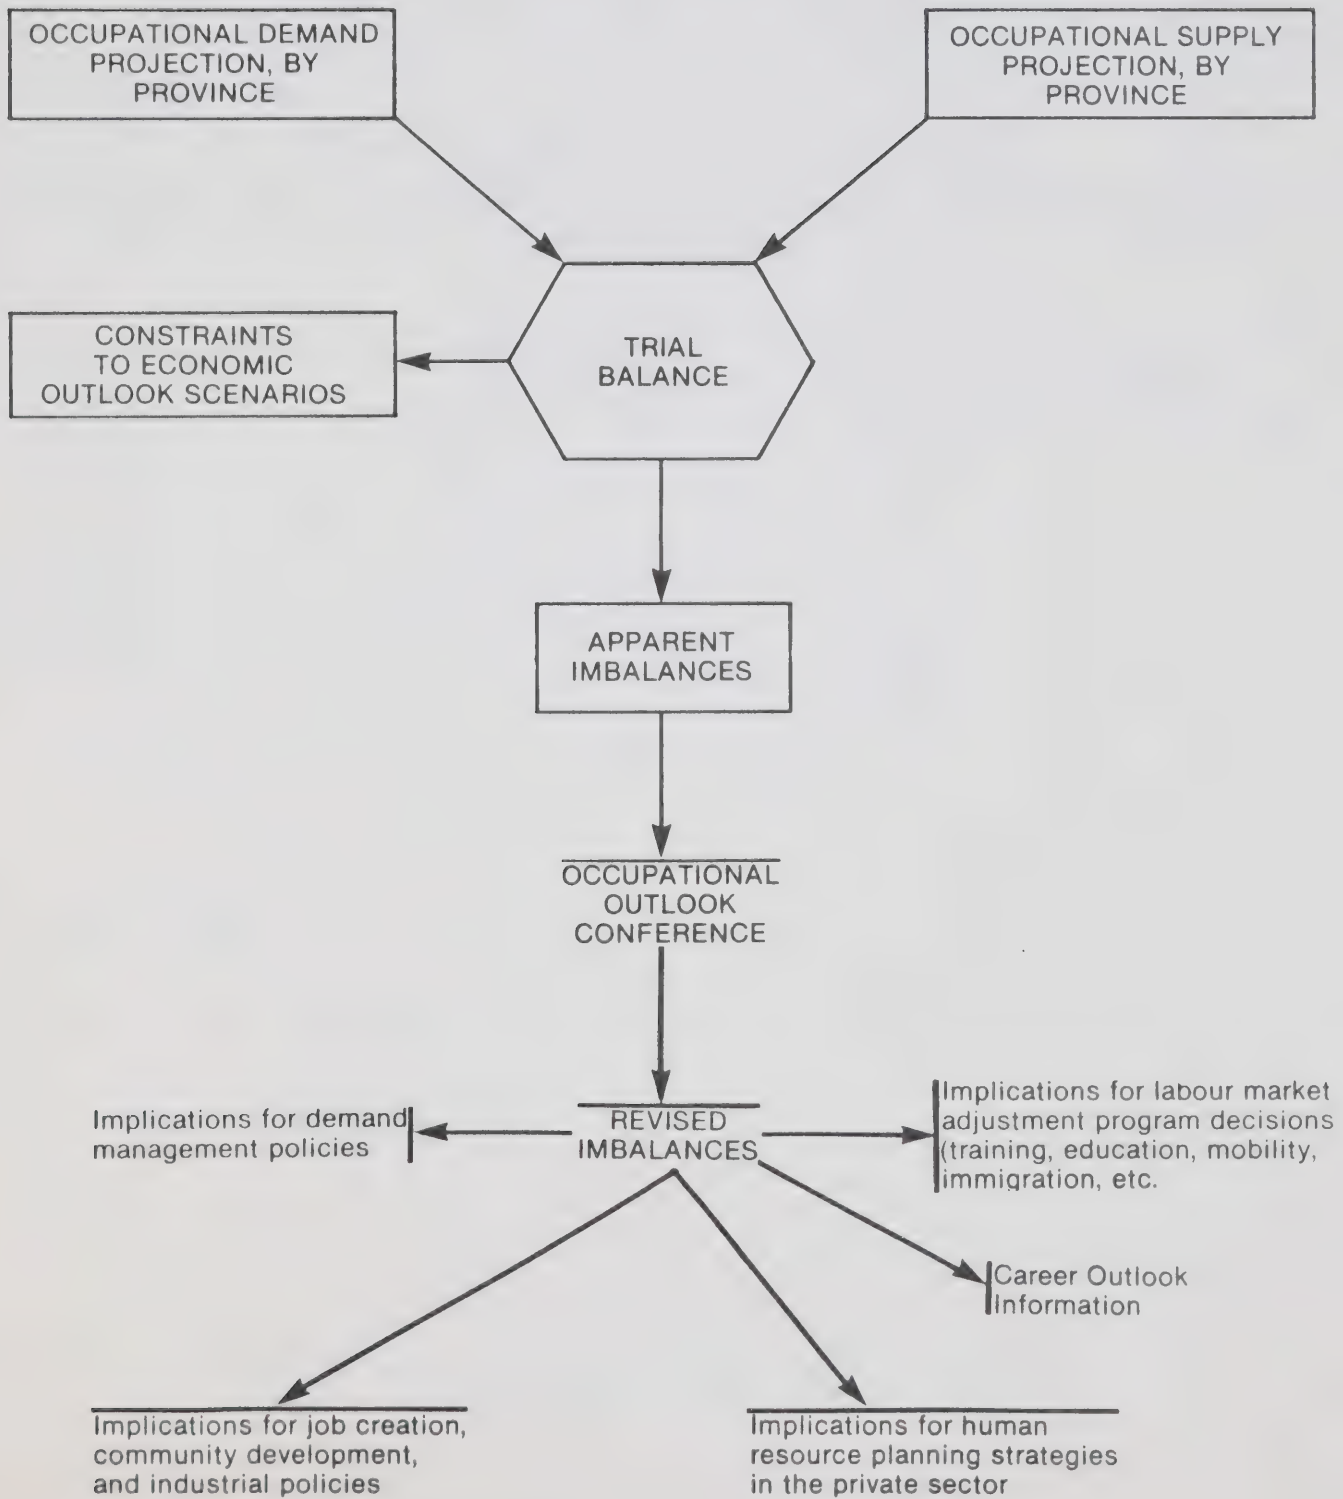 OCCUPATIONAL DEMAND
PROJECTION, BY
PROVINCE
OCCUPATIONAL SUPPLY
PROJECTION, BY
PROVINCE
CONSTRAINTS
TO ECONOMIC
OUTLOOK SCENARIOS
TRIAL
BALANCE
APPARENT
IMBALANCES
OCCUPATIONAL
OUTLOOK
CONFERENCE
REVISED
IMBALANCES
Implications for demand
management policies
Implications for labour market
adjustment program decisions
(training, education, mobility,
immigration, etc.
Career Outlook
Information
Implications for job creation,
community development,
and industrial policies
Implications for human
resource planning strategies
in the private sector